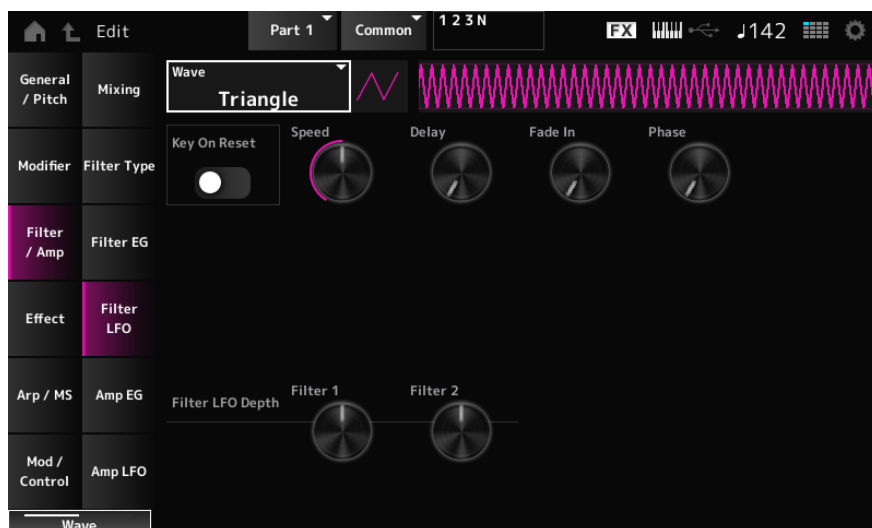 Edit
Part 1
Common
1 2 3 N
FX
142
General
/ Pitch
Mixing
Wave
Triangle
Key On Reset
Speed
Delay
Fade In
Phase
Modifier
Filter Type
Filter
/ Amp
Filter EG
Effect
Filter
LFO
Arp / MS
Amp EG
Filter LFO Depth
Filter 1
Filter 2
Mod /
Control
Amp LFO
Wave